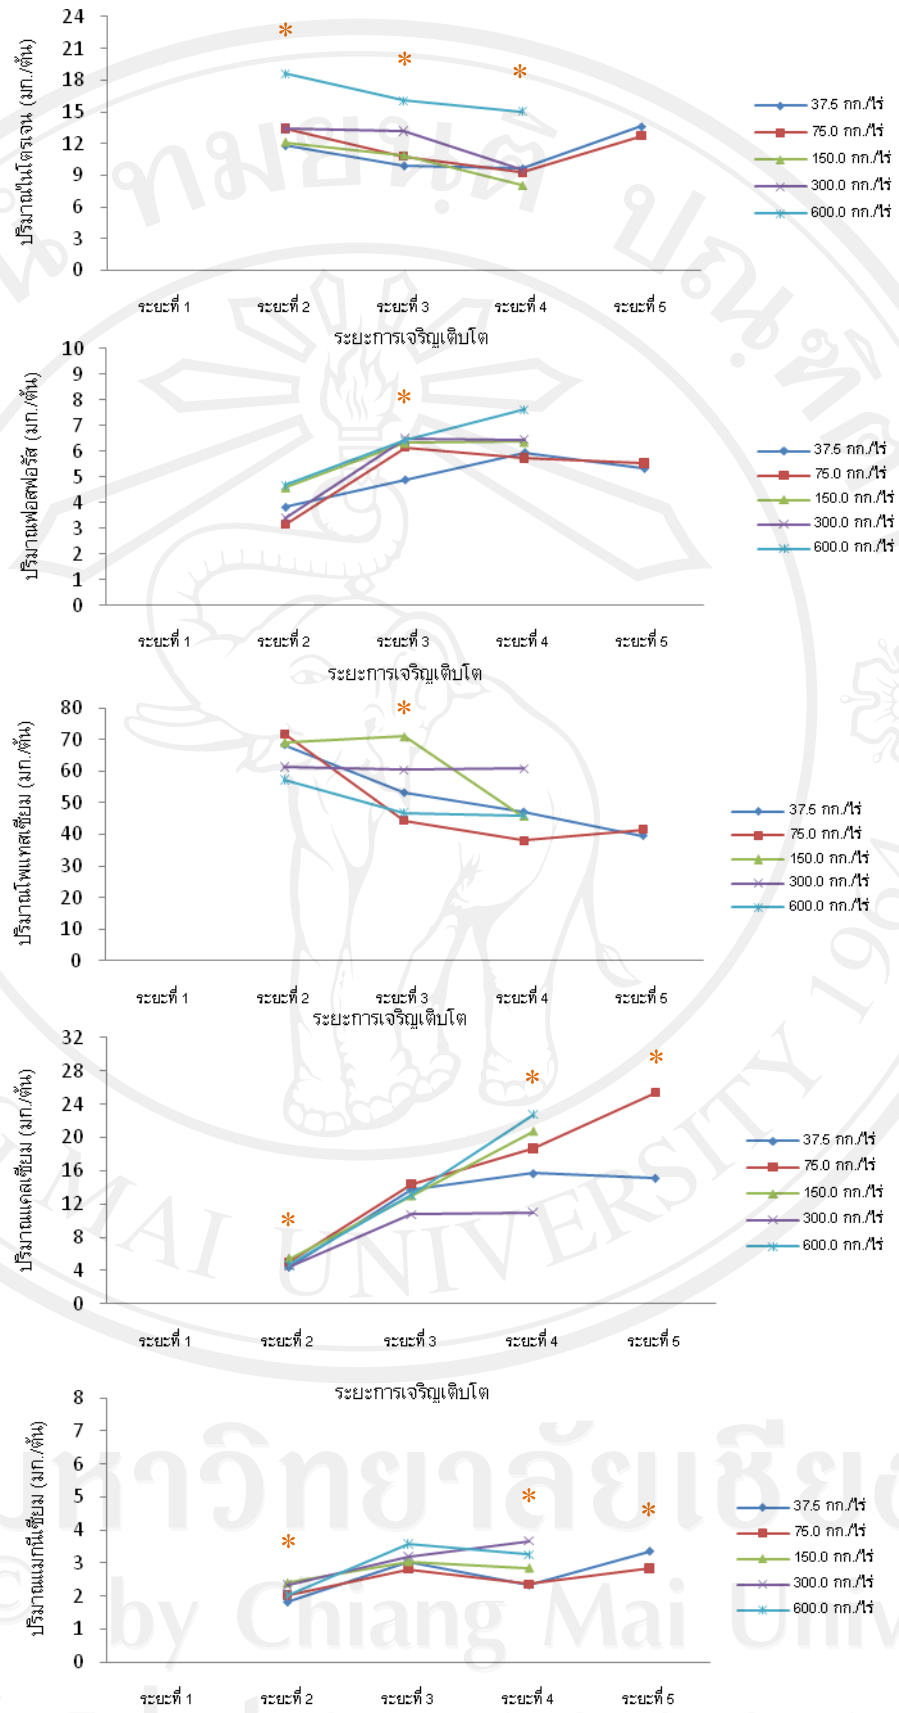 ปริมาณไนโตรเจน (มก./ต้น)
24
21
18
15
12
9
6
3
0
* * *
37.5 กก./ไร่
75.0 กก./ไร่
150.0 กก./ไร่
300.0 กก./ไร่
600.0 กก./ไร่
ระยะที่ 1 ระยะที่ 2 ระยะที่ 3 ระยะที่ 4 ระยะที่ 5
ระยะการเจริญเติบโต
ปริมาณฟอสฟอรัส (มก./ต้น)
10
9
8
7
6
5
4
3
2
1
0
*
37.5 กก./ไร่
75.0 กก./ไร่
150.0 กก./ไร่
300.0 กก./ไร่
600.0 กก./ไร่
ระยะที่ 1 ระยะที่ 2 ระยะที่ 3 ระยะที่ 4 ระยะที่ 5
ระยะการเจริญเติบโต
ปริมาณโพแทสเซียม (มก./ต้น)
80
70
60
50
40
30
20
10
0
*
37.5 กก./ไร่
75.0 กก./ไร่
150.0 กก./ไร่
300.0 กก./ไร่
600.0 กก./ไร่
ระยะที่ 1 ระยะที่ 2 ระยะที่ 3 ระยะที่ 4 ระยะที่ 5
ระยะการเจริญเติบโต
ปริมาณแคลเซียม (มก./ต้น)
32
28
24
20
16
12
8
4
0
* * *
37.5 กก./ไร่
75.0 กก./ไร่
150.0 กก./ไร่
300.0 กก./ไร่
600.0 กก./ไร่
ระยะที่ 1 ระยะที่ 2 ระยะที่ 3 ระยะที่ 4 ระยะที่ 5
ระยะการเจริญเติบโต
ปริมาณแมกนีเซียม (มก./ต้น)
8
7
6
5
4
3
2
1
0
* * *
37.5 กก./ไร่
75.0 กก./ไร่
150.0 กก./ไร่
300.0 กก./ไร่
600.0 กก./ไร่
ระยะที่ 1 ระยะที่ 2 ระยะที่ 3 ระยะที่ 4 ระยะที่ 5
MAI UNIVERSITY 1964
by Chiang Mai